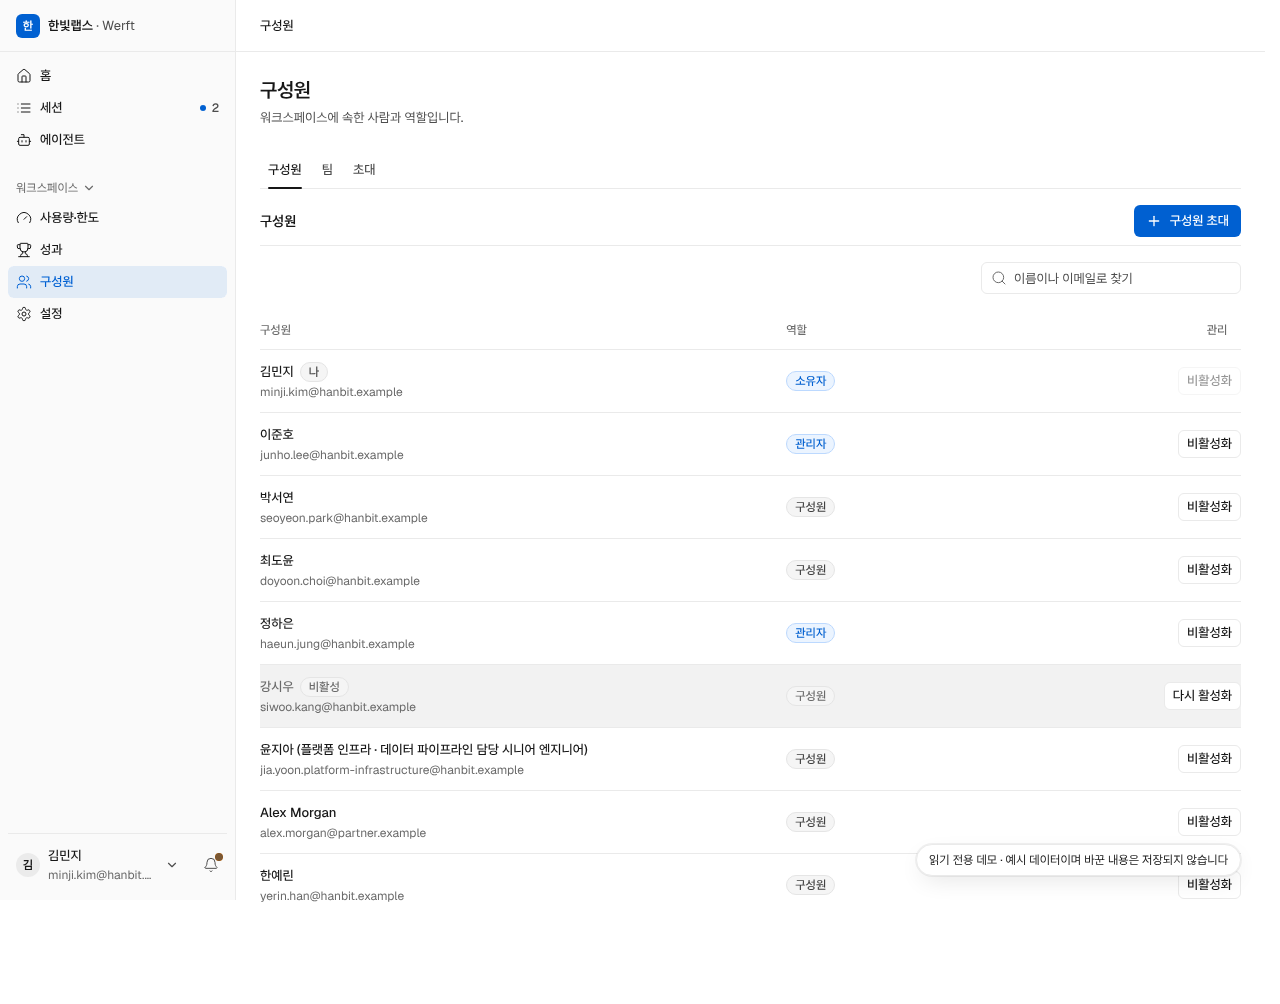 한 한빛랩스 · Werft
구성원
홈
세션 2
에이전트
워크스페이스
사용량·한도
성과
구성원
설정
김 김민지
minji.kim@hanbit....
구성원
워크스페이스에 속한 사람과 역할입니다.
구성원 팀 초대
구성원
구성원 초대
이름이나 이메일로 찾기
구성원 역할 관리
김민지 나
minji.kim@hanbit.example
소유자
비활성화
이준호
junho.lee@hanbit.example
관리자
비활성화
박서연
seoyeon.park@hanbit.example
구성원
비활성화
최도윤
doyoon.choi@hanbit.example
구성원
비활성화
정하은
haeun.jung@hanbit.example
관리자
비활성화
강시우 비활성
siwoo.kang@hanbit.example
구성원
다시 활성화
윤지아 (플랫폼 인프라 · 데이터 파이프라인 담당 시니어 엔지니어)
jia.yoon.platform-infrastructure@hanbit.example
구성원
비활성화
Alex Morgan
alex.morgan@partner.example
구성원
비활성화
읽기 전용 데모 · 예시 데이터이며 바꾼 내용은 저장되지 않습니다
한예린
yerin.han@hanbit.example
구성원
비활성화